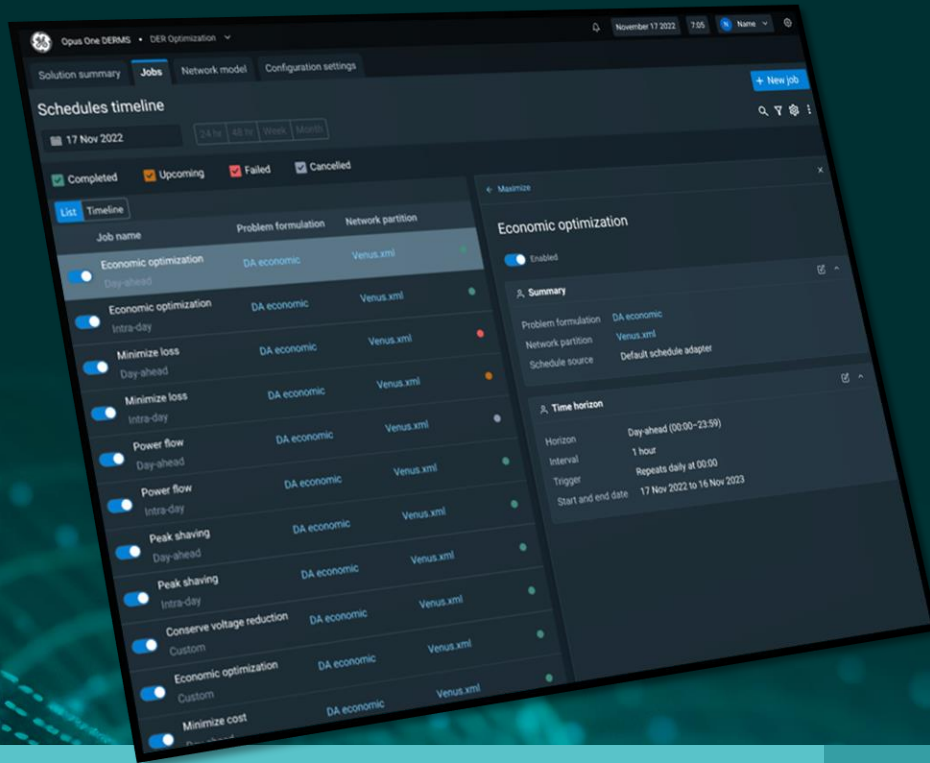 Opus One DERMS • DER Optimization
November 17 2022 7:05 N Name
Solution summary Jobs Network model Configuration settings
Schedules timeline
+ New job
17 Nov 2022 24 hr 48 hr Week Month
Completed Upcoming Failed Cancelled
List Timeline
Job name Problem formulation Network partition
Economic optimization DA economic Venus.xml
Day-ahead
Economic optimization DA economic Venus.xml
Intra-day
Minimize loss DA economic Venus.xml
Day-ahead
Minimize loss DA economic Venus.xml
Intra-day
Power flow DA economic Venus.xml
Day-ahead
Power flow DA economic Venus.xml
Intra-day
Peak shaving DA economic Venus.xml
Day-ahead
Peak shaving DA economic Venus.xml
Intra-day
Conserve voltage reduction DA economic Venus.xml
Custom
Economic optimization DA economic Venus.xml
Custom
Minimize cost DA economic Venus.xml
Day-ahead
Maximize
Economic optimization
Enabled
Summary
Problem formulation DA economic
Network partition Venus.xml
Schedule source Default schedule adapter
Time horizon
Horizon Day-ahead (00:00–23:59)
Interval 1 hour
Trigger Repeats daily at 00:00
Start and end date 17 Nov 2022 to 16 Nov 2023